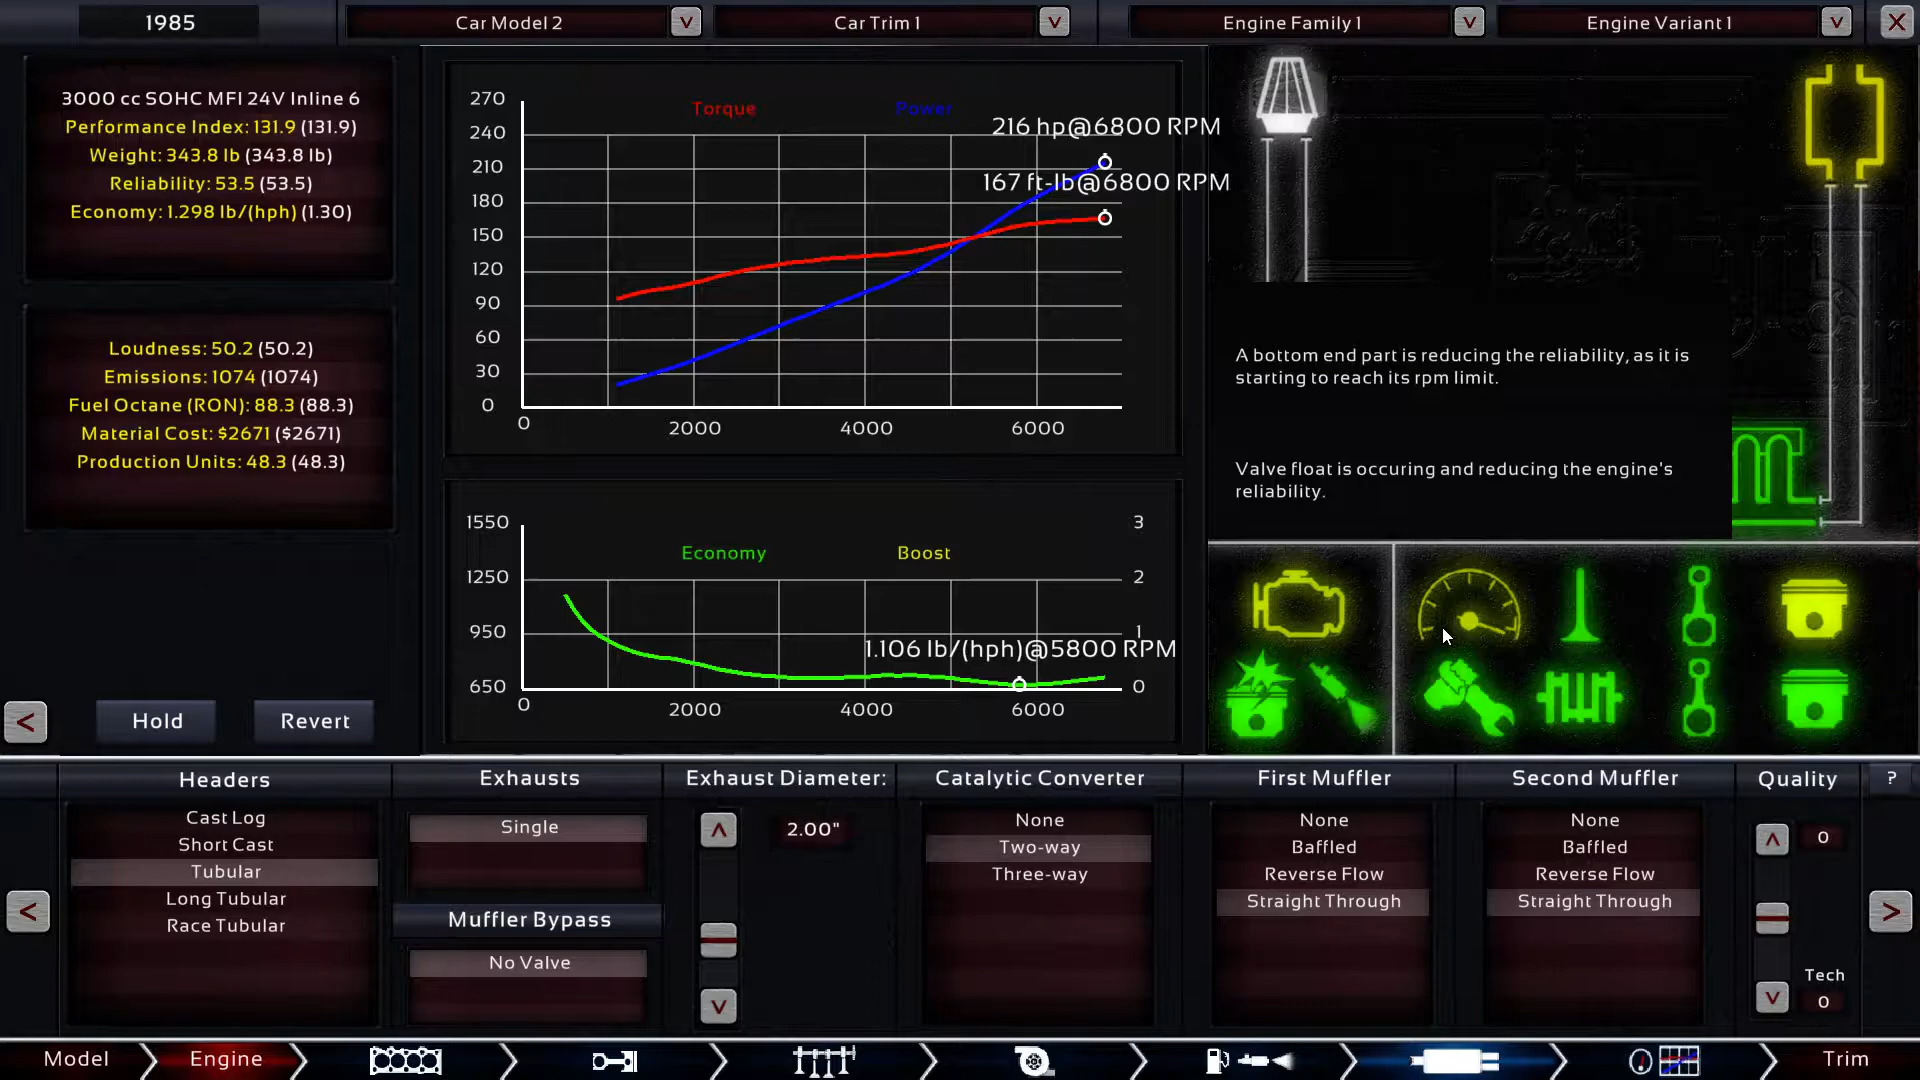 1985
Car Model 2
Car Trim 1
Engine Family 1
Engine Variant 1
3000 cc SOHC MFI 24V Inline 6
Performance Index: 131.9 (131.9)
Weight: 343.8 lb (343.8 lb)
Reliability: 53.5 (53.5)
Economy: 1.298 lb/(hph) (1.30)
Loudness: 50.2 (50.2)
Emissions: 1074 (1074)
Fuel Octane (RON): 88.3 (88.3)
Material Cost: $2671 ($2671)
Production Units: 48.3 (48.3)
Hold
Revert
270
240
210
180
150
120
90
60
30
0
Torque
Power
216 hp@6800 RPM
167 ft-lb@6800 RPM
0
2000
4000
6000
1550
1250
950
650
Economy
Boost
3
2
1
0
1.106 lb/(hph)@5800 RPM
0
2000
4000
6000
A bottom end part is reducing the reliability, as it is
starting to reach its rpm limit.
Valve float is occuring and reducing the engine's
reliability.
Headers
Cast Log
Short Cast
Tubular
Long Tubular
Race Tubular
Exhausts
Single
Muffler Bypass
No Valve
Exhaust Diameter:
2.00"
Catalytic Converter
None
Two-way
Three-way
First Muffler
None
Baffled
Reverse Flow
Straight Through
Second Muffler
None
Baffled
Reverse Flow
Straight Through
Quality
?
0
Tech
0
Model
Engine
Trim